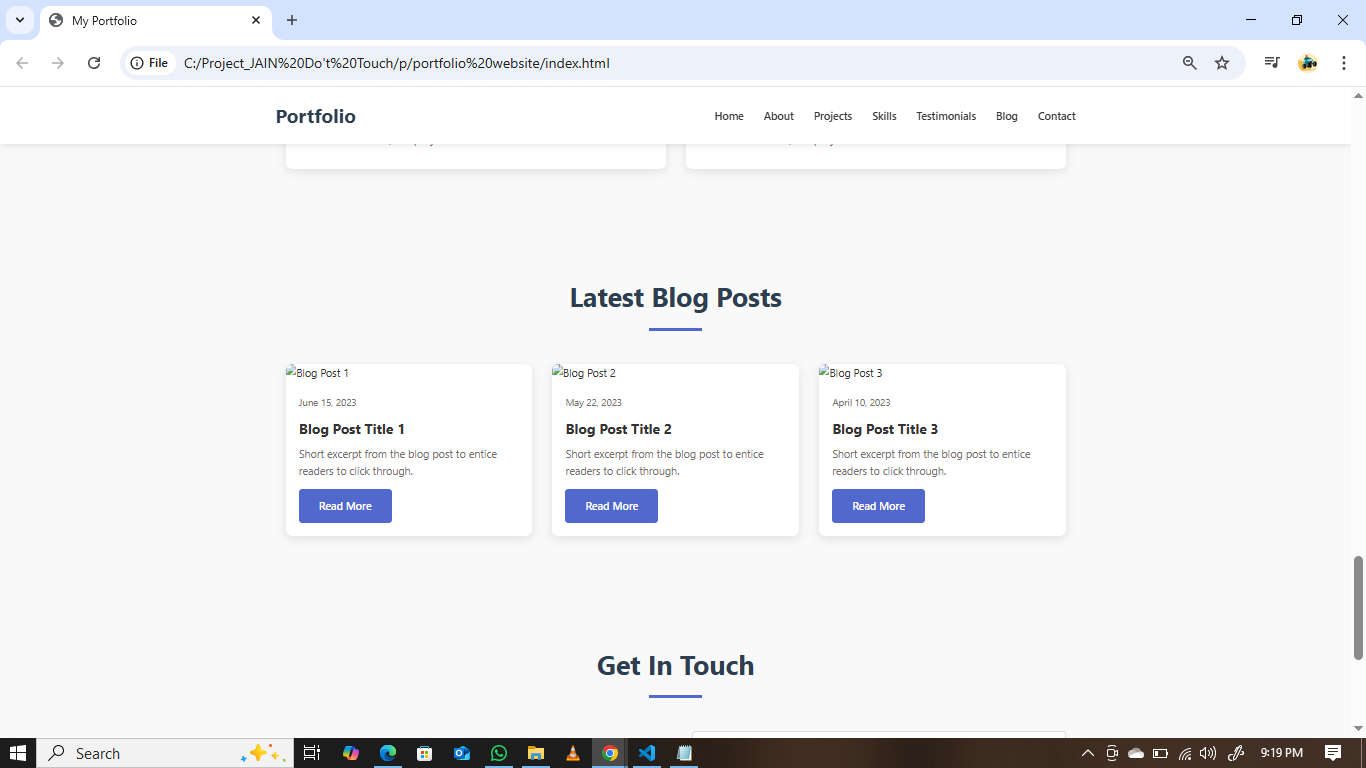 My Portfolio
File
C:/Project_JAIN%20Do't%20Touch/p/portfolio%20website/index.html
Portfolio
Home About Projects Skills Testimonials Blog Contact
Latest Blog Posts
Blog Post 1
June 15, 2023
Blog Post Title 1
Short excerpt from the blog post to entice
readers to click through.
Read More
Blog Post 2
May 22, 2023
Blog Post Title 2
Short excerpt from the blog post to entice
readers to click through.
Read More
Blog Post 3
April 10, 2023
Blog Post Title 3
Short excerpt from the blog post to entice
readers to click through.
Read More
Get In Touch
Search
9:19 PM